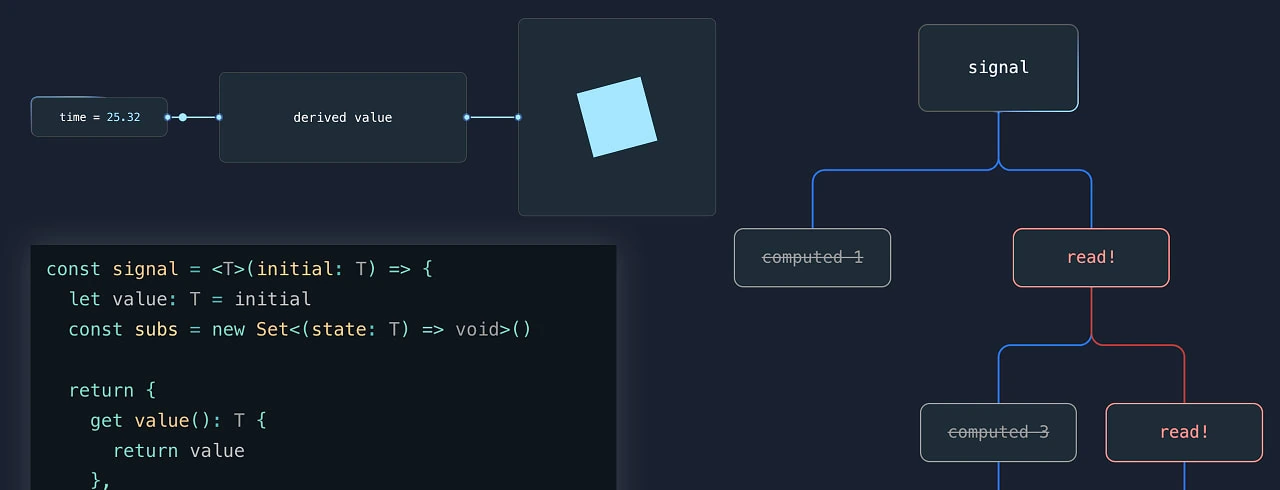 time = 25.32
derived value
signal
computed 1
read!
computed 3
read!
const signal = <T>(initial: T) => {
  let value: T = initial
  const subs = new Set<(state: T) => void>()

  return {
    get value(): T {
      return value
    },